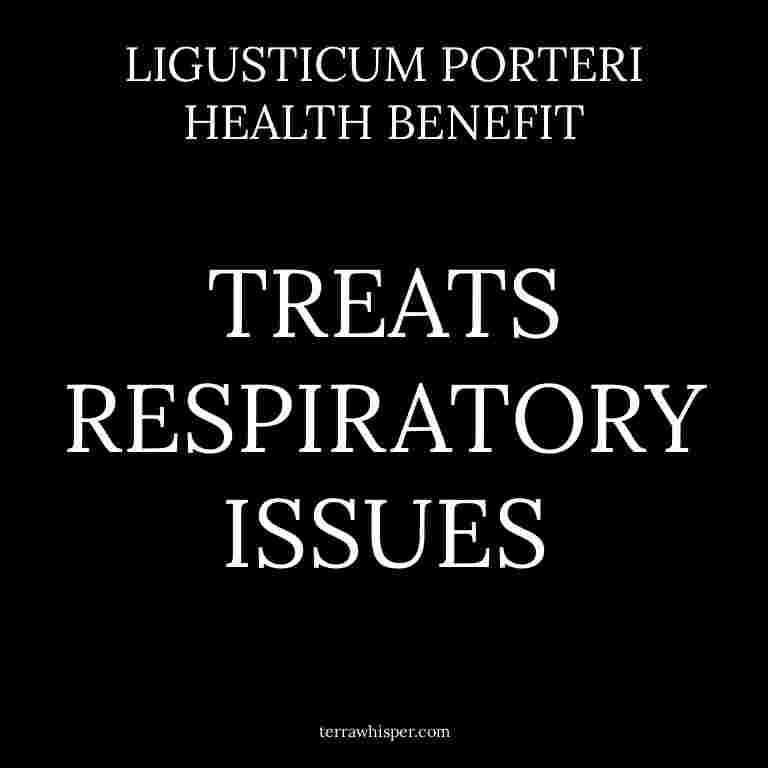 LIGUSTICUM PORTERI
HEALTH BENEFIT
TREATS
RESPIRATORY
ISSUES
terrawhisper.com